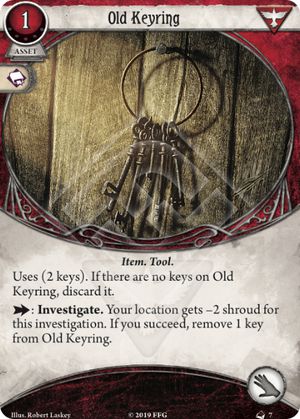 1
Old Keyring
ASSET
Item. Tool.
Uses (2 keys). If there are no keys on Old
Keyring, discard it.
: Investigate. Your location gets –2 shroud for
this investigation. If you succeed, remove 1 key
from Old Keyring.
Illus. Robert Laskey
© 2019 FFG
7